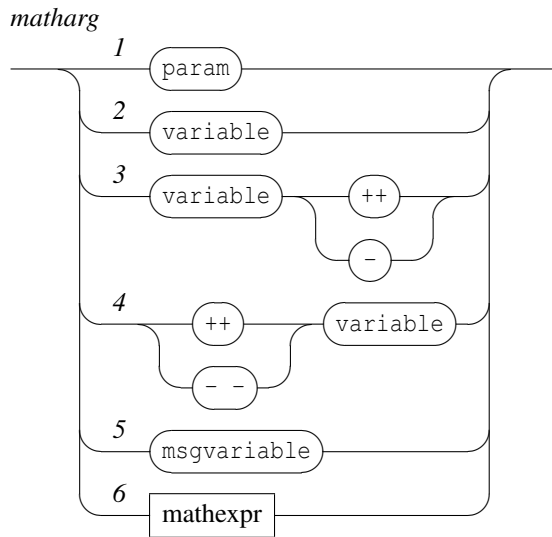 matharg
1 param
2 variable
3 variable ++
-
4 ++ variable
- -
5 msgvariable
6 mathexpr